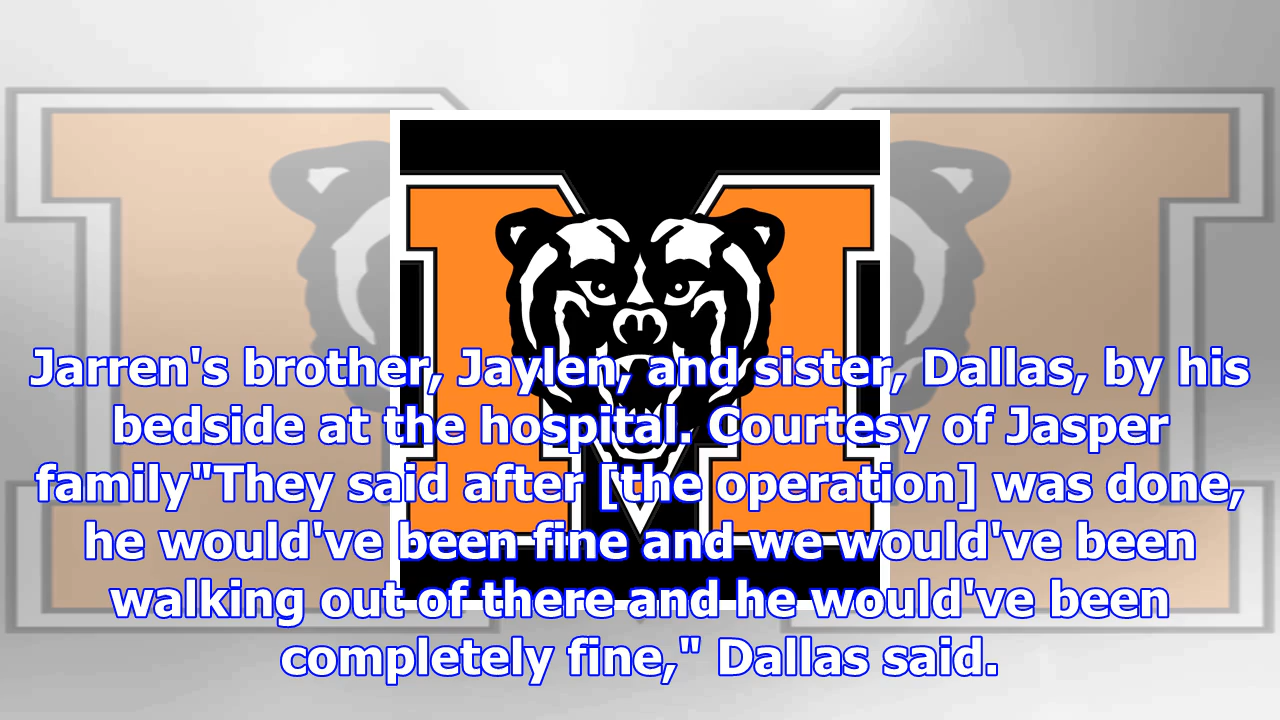 Jarren's brother, Jaylen, and sister, Dallas, by his
bedside at the hospital. Courtesy of Jasper
family"They said after [the operation] was done,
he would've been fine and we would've been
walking out of there and he would've been
completely fine," Dallas said.